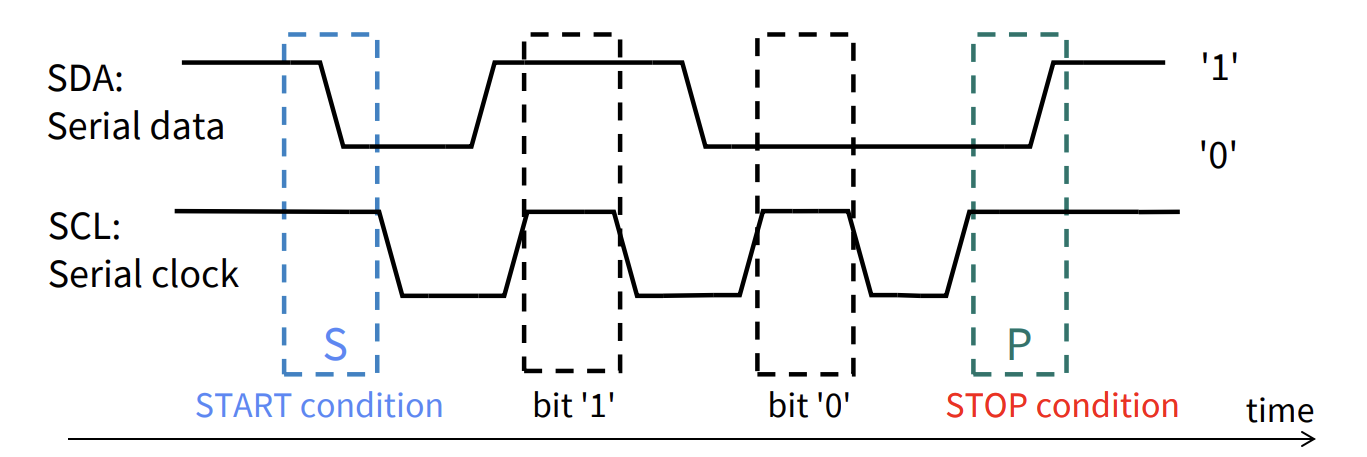 SDA:
Serial data
'1'
'0'
SCL:
Serial clock
S
P
START condition
bit '1'
bit '0'
STOP condition
time